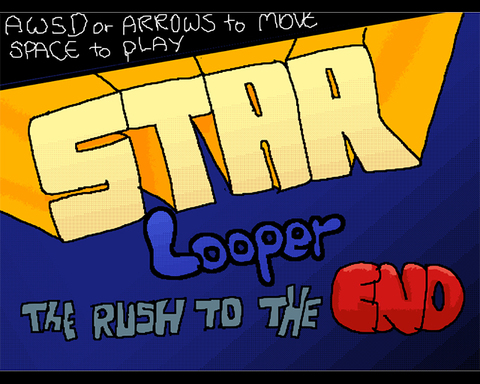 AWSD or ARROWS to MOVE
SPACE to PLAY
STAR
Looper
THE RUSH TO THE END